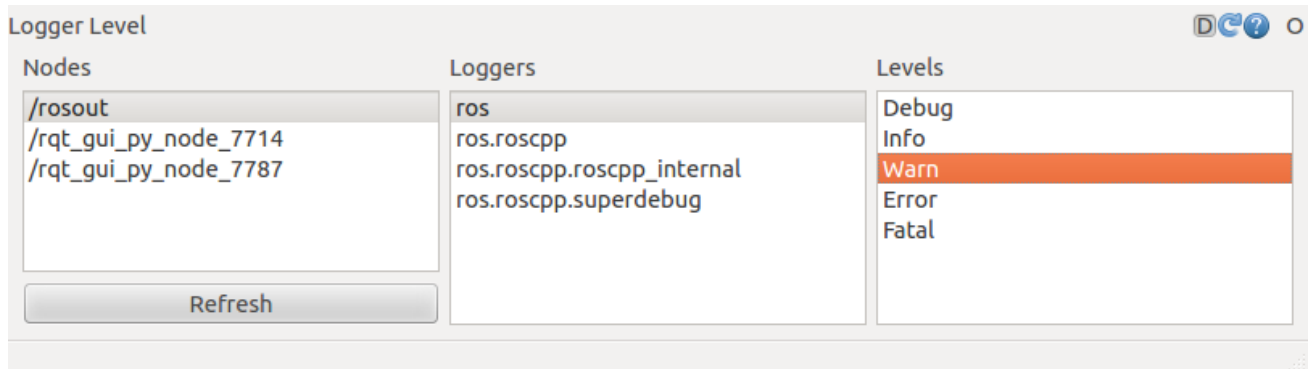 Logger Level
D ? O
Nodes
/rosout
/rqt_gui_py_node_7714
/rqt_gui_py_node_7787
Refresh
Loggers
ros
ros.roscpp
ros.roscpp.roscpp_internal
ros.roscpp.superdebug
Levels
Debug
Info
Warn
Error
Fatal